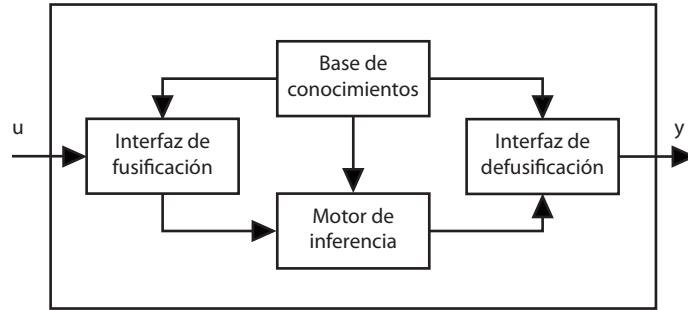 Base de
conocimientos
u
Interfaz de
fusificación
Interfaz de
defusificación
y
Motor de
inferencia